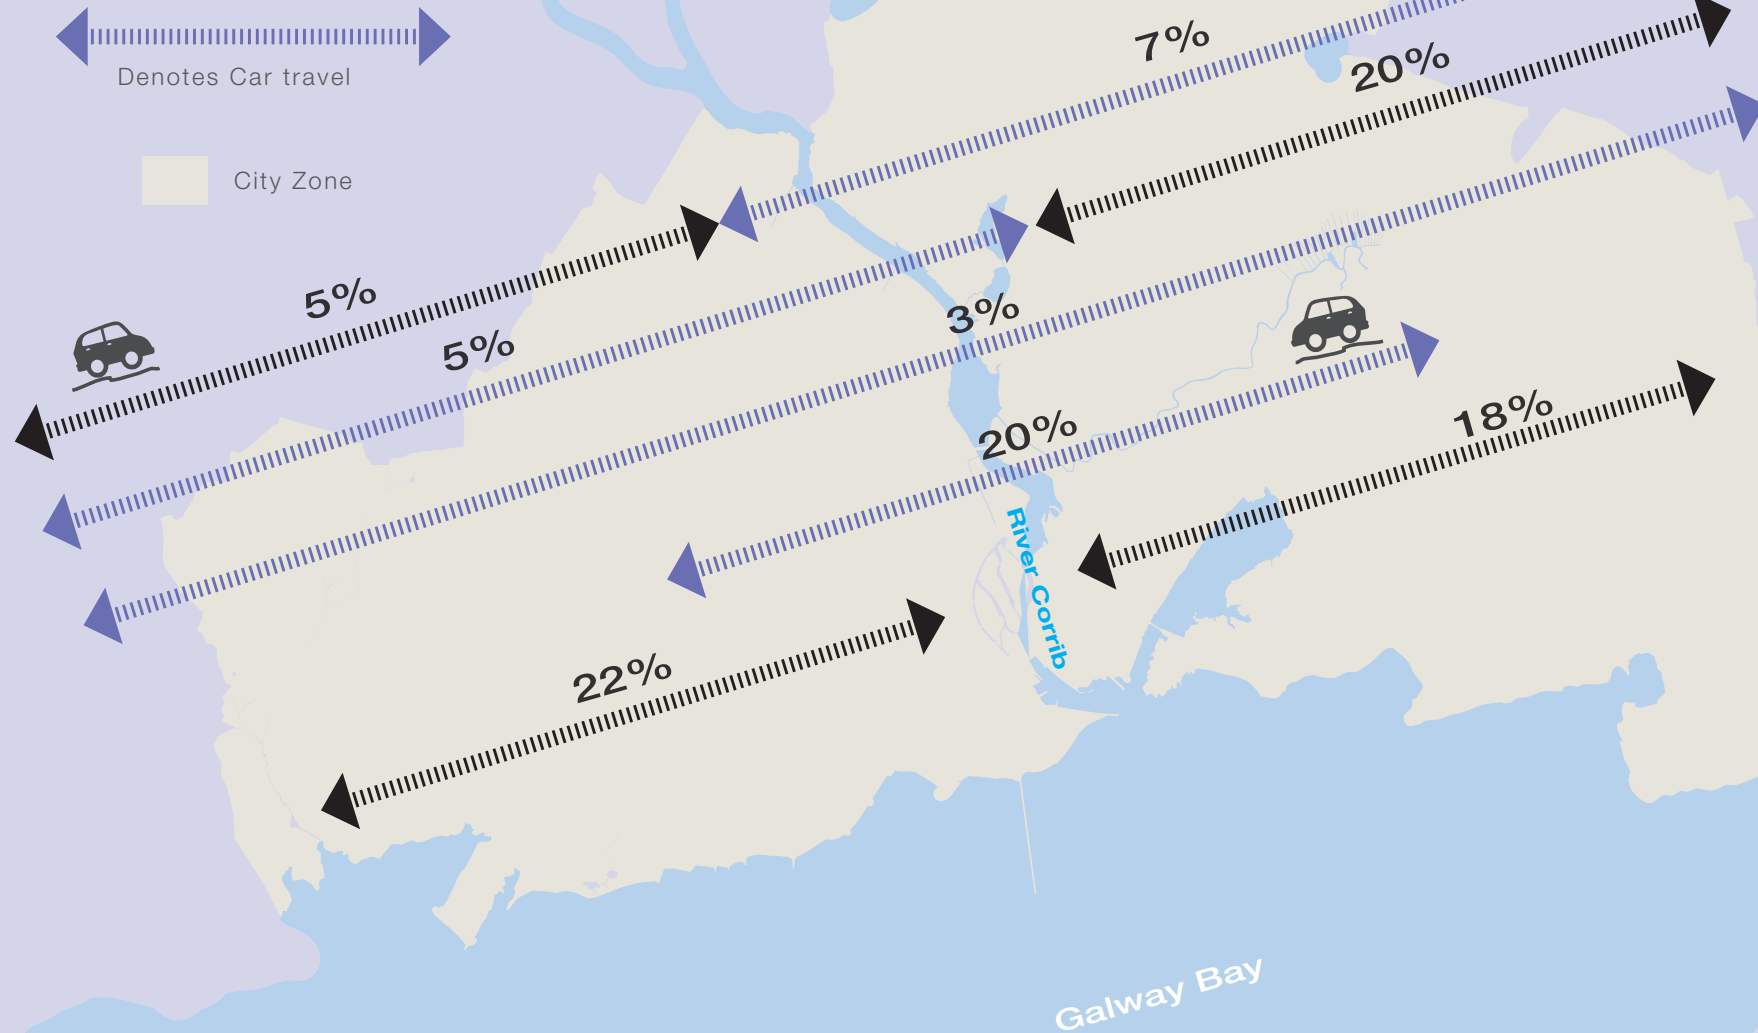 Denotes Car travel
City Zone
7%
20%
5%
5%
3%
20%
18%
22%
River Corrib
Galway Bay